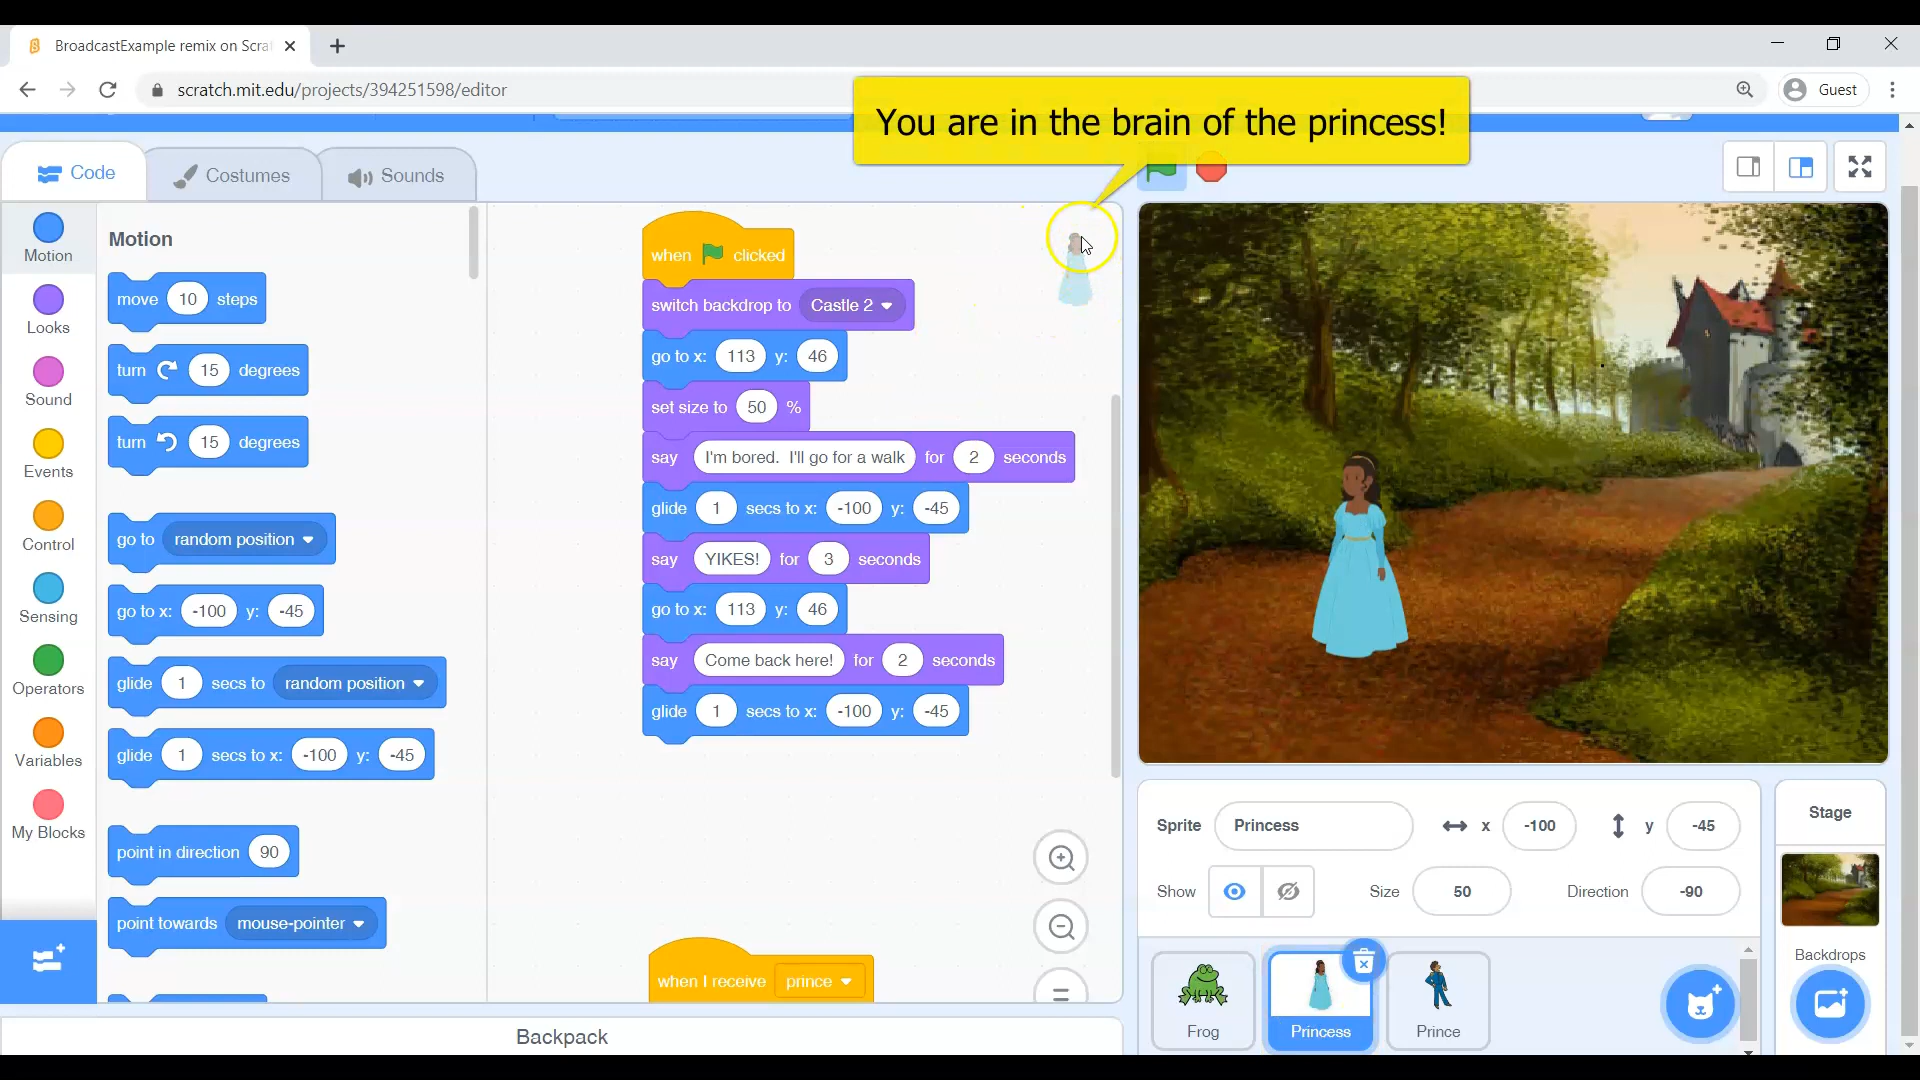 BroadcastExample remix on Scra
scratch.mit.edu/projects/394251598/editor
Guest
You are in the brain of the princess!
Code
Costumes
Sounds
Motion
Looks
Sound
Events
Control
Sensing
Operators
Variables
My Blocks
Motion
move 10 steps
turn 15 degrees
turn 15 degrees
go to random position
go to x: -100 y: -45
glide 1 secs to random position
glide 1 secs to x: -100 y: -45
point in direction 90
point towards mouse-pointer
when clicked
switch backdrop to Castle 2
go to x: 113 y: 46
set size to 50 %
say I'm bored. I'll go for a walk for 2 seconds
glide 1 secs to x: -100 y: -45
say YIKES! for 3 seconds
go to x: 113 y: 46
say Come back here! for 2 seconds
glide 1 secs to x: -100 y: -45
when I receive prince
Backpack
Sprite Princess x -100 y -45
Show Size 50 Direction -90
Frog
Princess
Prince
Stage
Backdrops